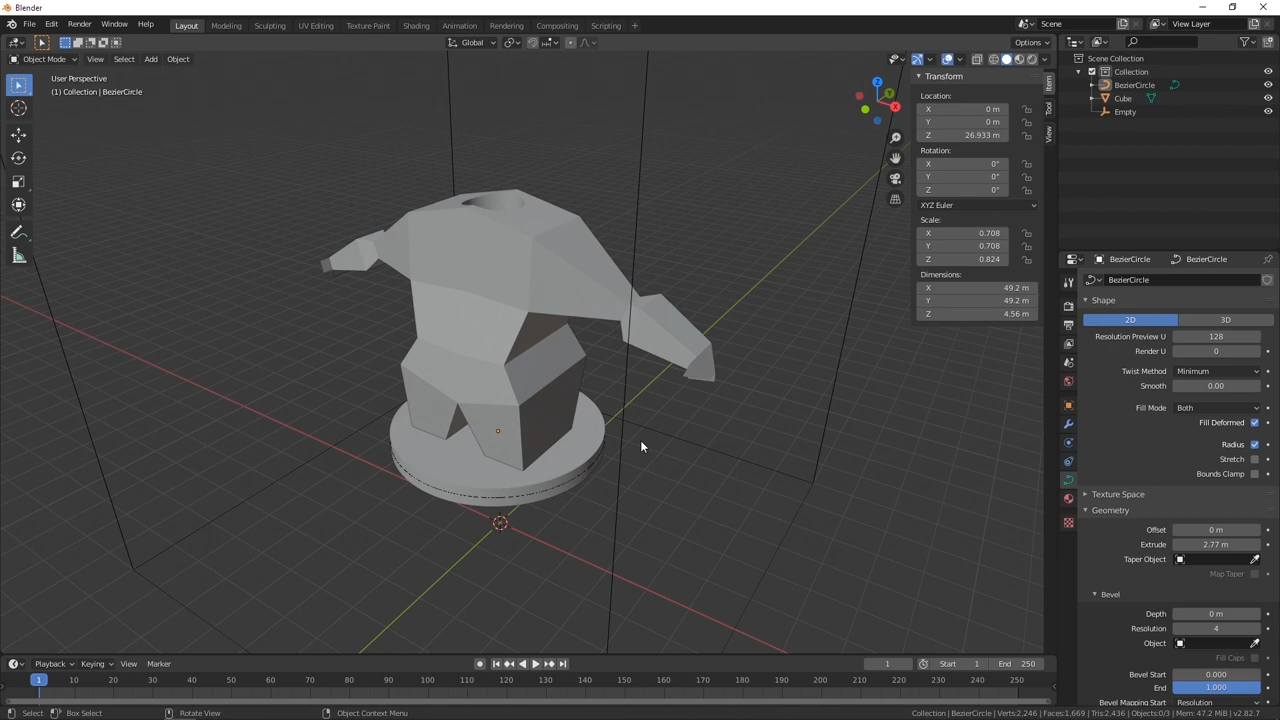 Blender
File Edit Render Window Help Layout Modeling Sculpting UV Editing Texture Paint Shading Animation Rendering Compositing Scripting + Scene View Layer
Global Options
Object Mode View Select Add Object
User Perspective
(1) Collection | BezierCircle
Z
Y
X
Transform
Location:
X 0 m
Y 0 m
Z 26.933 m
Rotation:
X 0°
Y 0°
Z 0°
XYZ Euler
Scale:
X 0.708
Y 0.708
Z 0.824
Dimensions:
X 49.2 m
Y 49.2 m
Z 4.56 m
Item
Tool
View
Scene Collection
Collection
BezierCircle
Cube
Empty
BezierCircle BezierCircle
BezierCircle
Shape
2D 3D
Resolution Preview U 128
Render U 0
Twist Method Minimum
Smooth 0.00
Fill Mode Both
Fill Deformed
Radius
Stretch
Bounds Clamp
Texture Space
Geometry
Offset 0 m
Extrude 2.77 m
Taper Object
Map Taper
Bevel
Depth 0 m
Resolution 4
Object
Fill Caps
Bevel Start 0.000
End 1.000
Bevel Mapping Start Resolution
Playback Keying View Marker 1 Start 1 End 250
1 10 20 30 40 50 60 70 80 90 100 110 120 130 140 150 160 170 180 190 200 210 220 230 240 250
Select Box Select Rotate View Object Context Menu Collection | BezierCircle | Verts:2,246 | Faces:1,669 | Tris:2,436 | Objects:0/3 | Mem: 47.2 MiB | v2.82.7